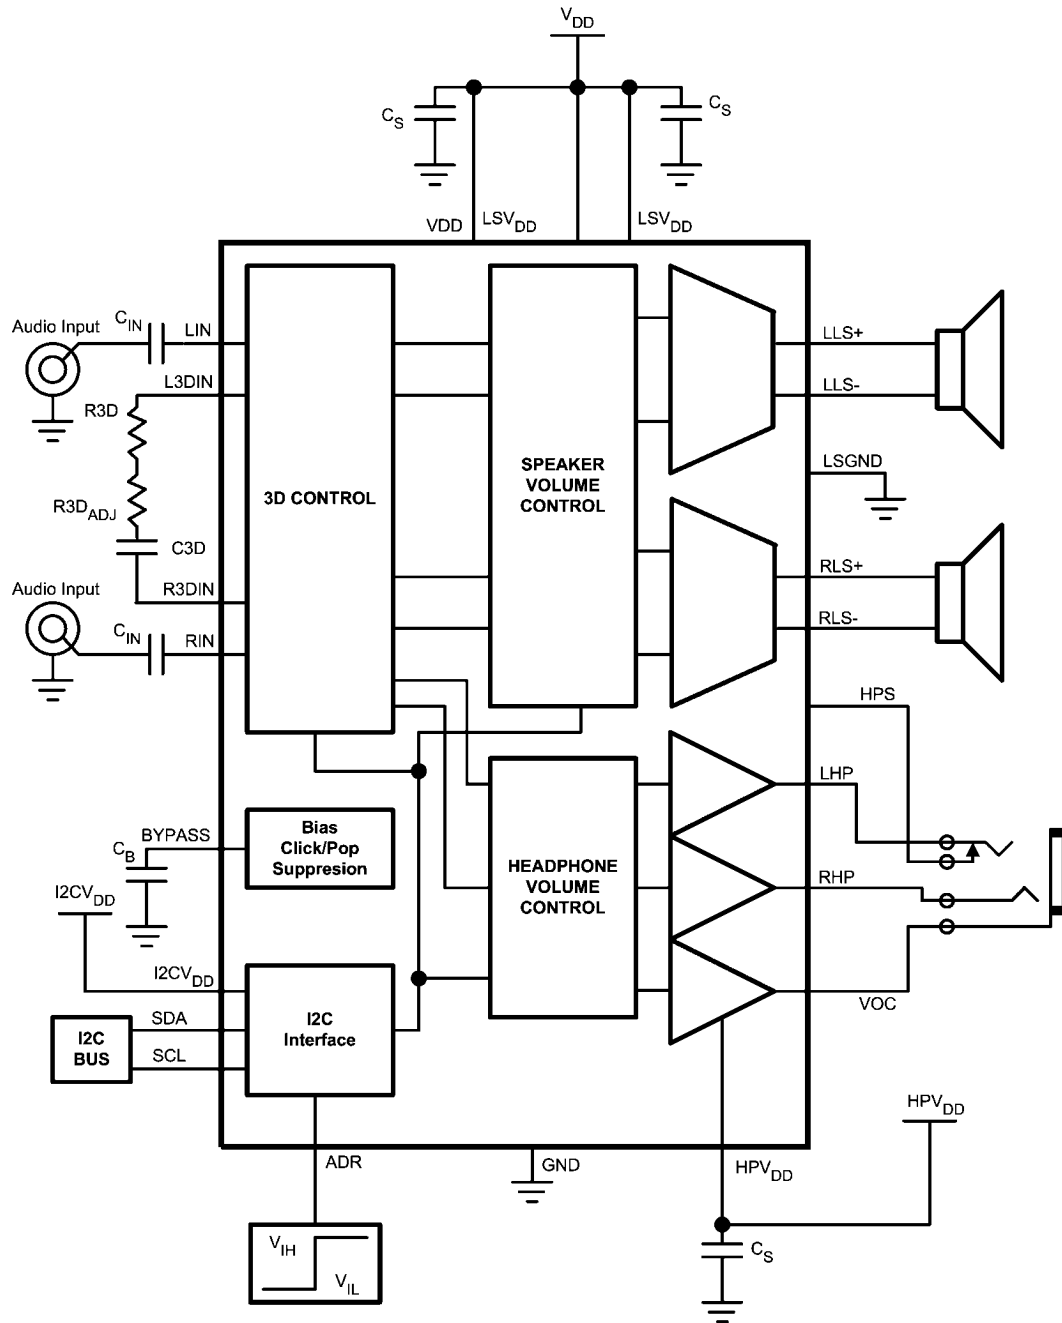 VDD
CS
CS
VDD
LSVDD
LSVDD
Audio Input
CIN
LIN
L3DIN
R3D
R3DADJ
C3D
R3DIN
Audio Input
CIN
RIN
3D CONTROL
SPEAKER
VOLUME
CONTROL
LLS+
LLS-
LSGND
RLS+
RLS-
HPS
LHP
RHP
VOC
BYPASS
CB
Bias
Click/Pop
Suppresion
HEADPHONE
VOLUME
CONTROL
I2CVDD
I2CVDD
SDA
SCL
I2C
BUS
I2C
Interface
ADR
GND
HPVDD
HPVDD
CS
VIH
VIL